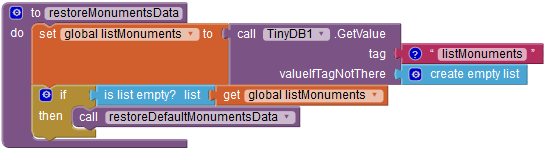 to restoreMonumentsData
do set global listMonuments to call TinyDB1 .GetValue
tag " listMonuments "
valueIfTagNotThere create empty list
if is list empty? list get global listMonuments
then call restoreDefaultMonumentsData